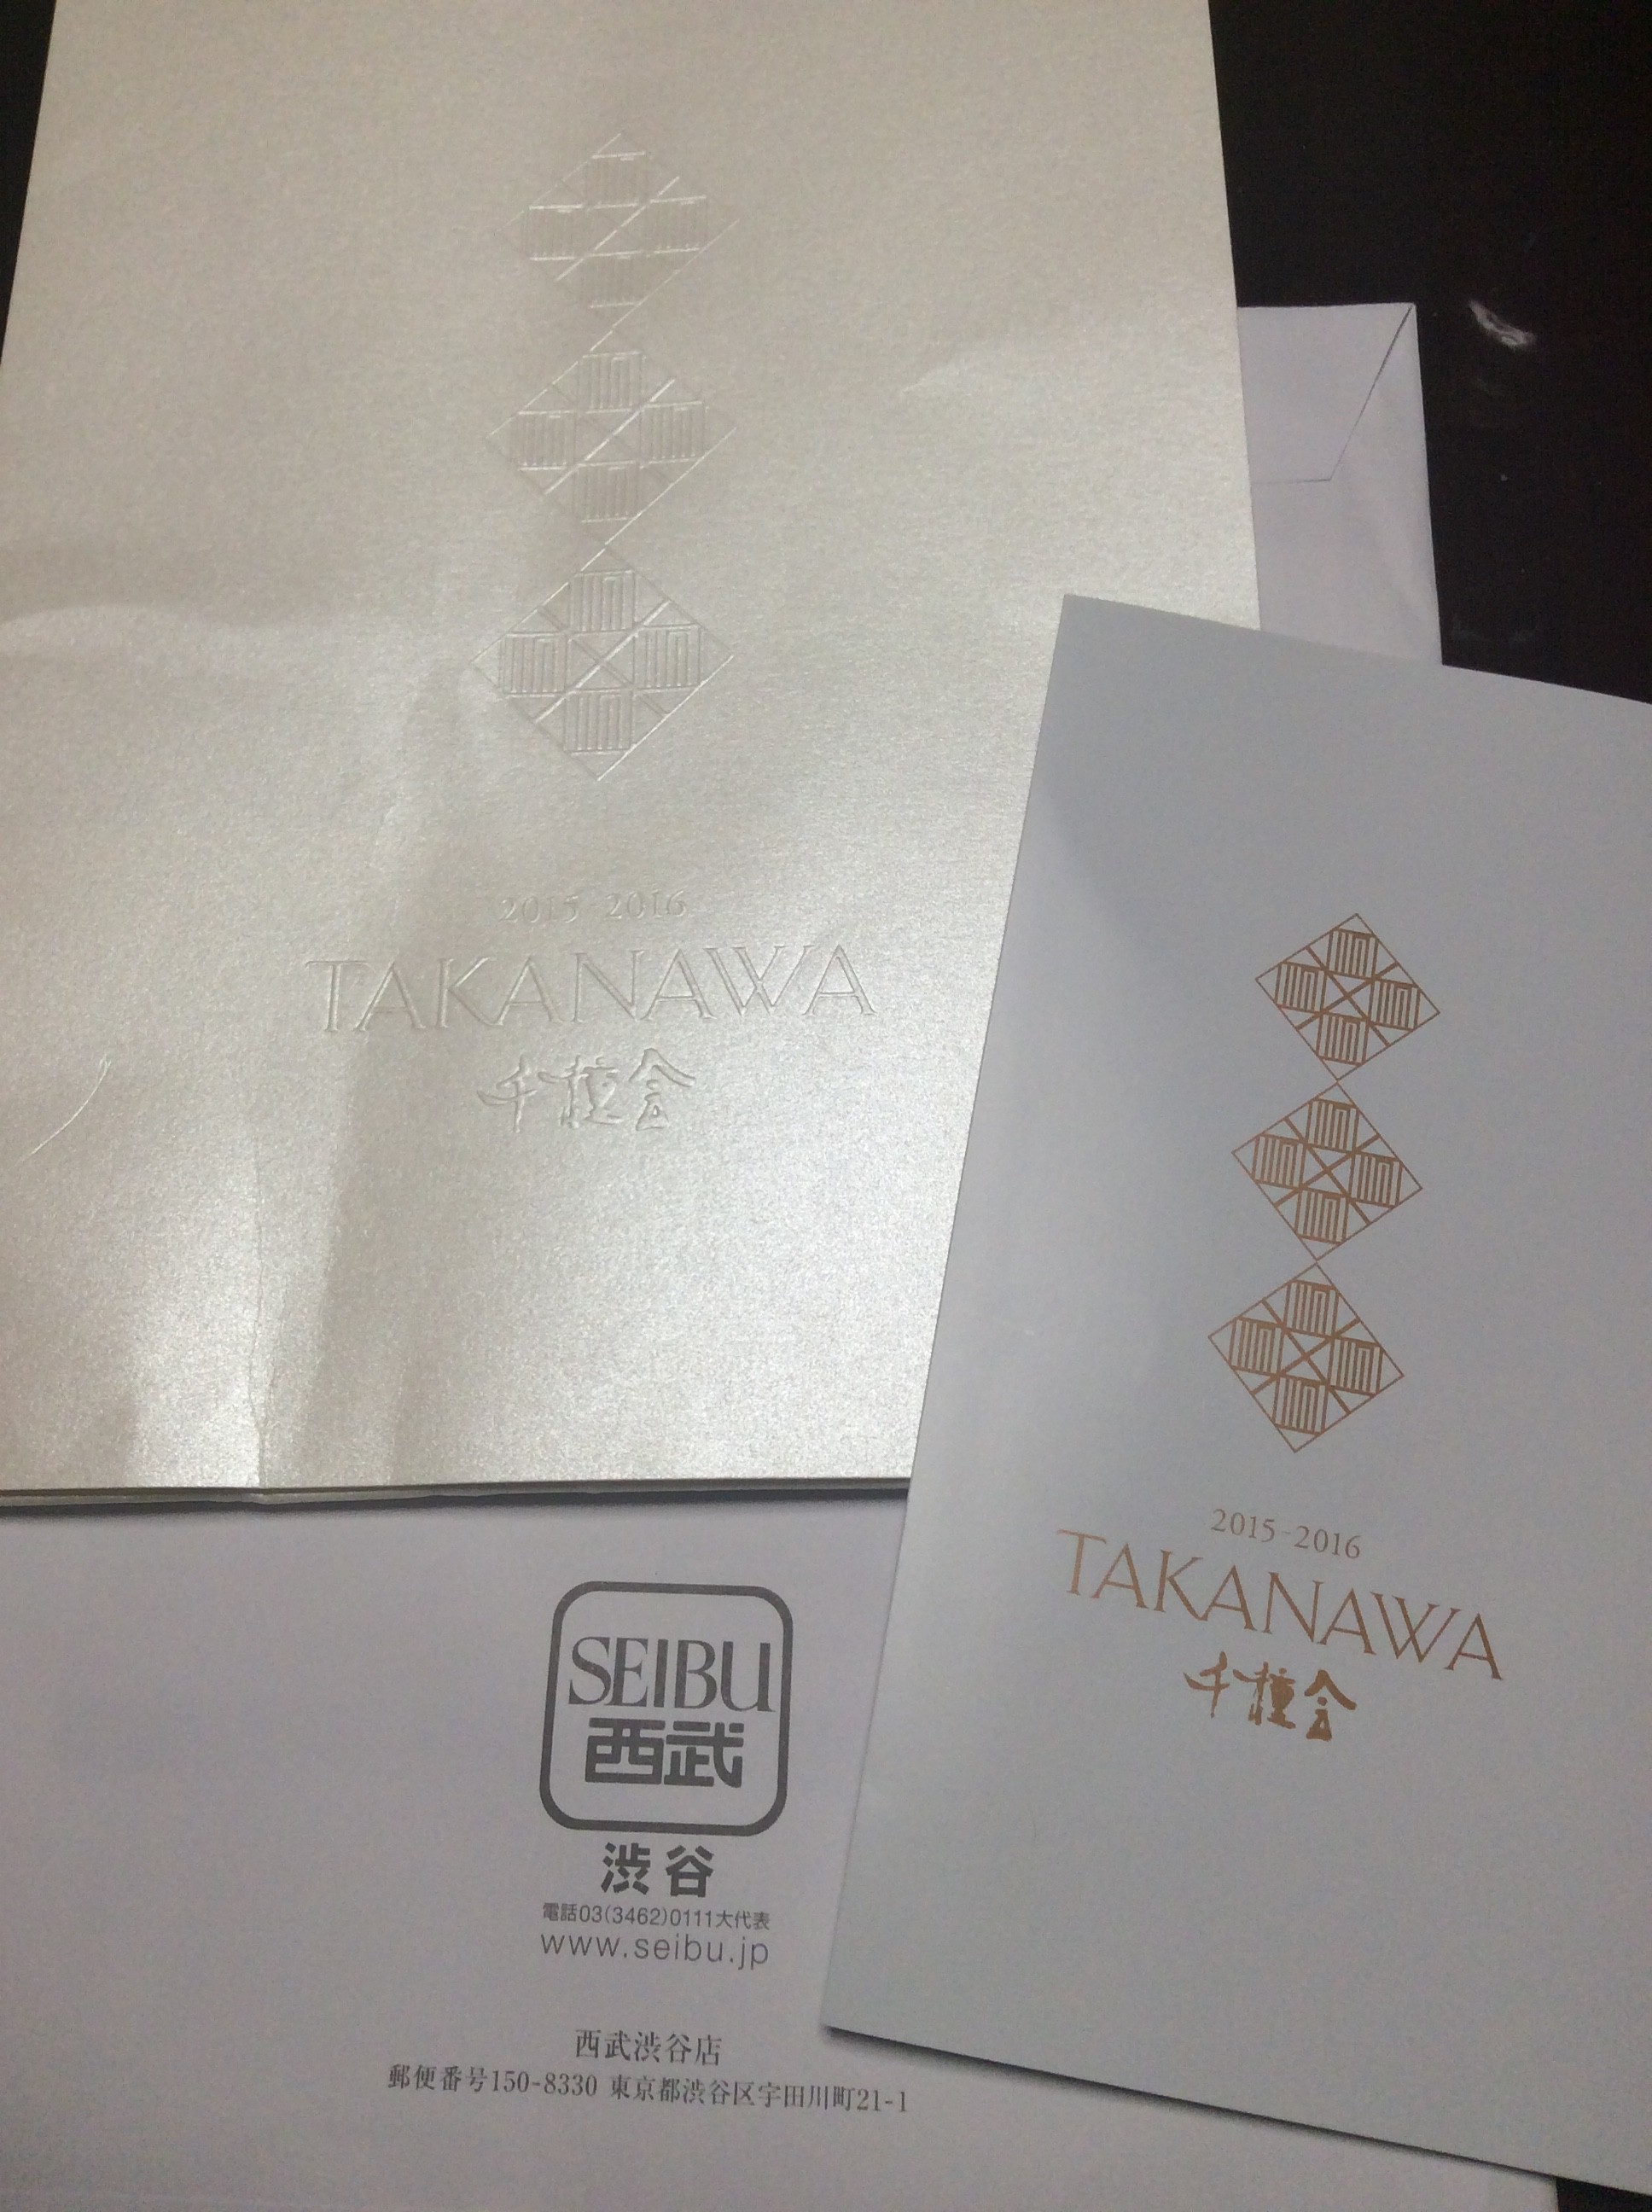 2015-2016
TAKANAWA
千種会
2015-2016
TAKANAWA
千種会
SEIBU
西武
渋谷
電話03(3462)0111大代表
www.seibu.jp
西武渋谷店
郵便番号150-8330 東京都渋谷区宇田川町21-1